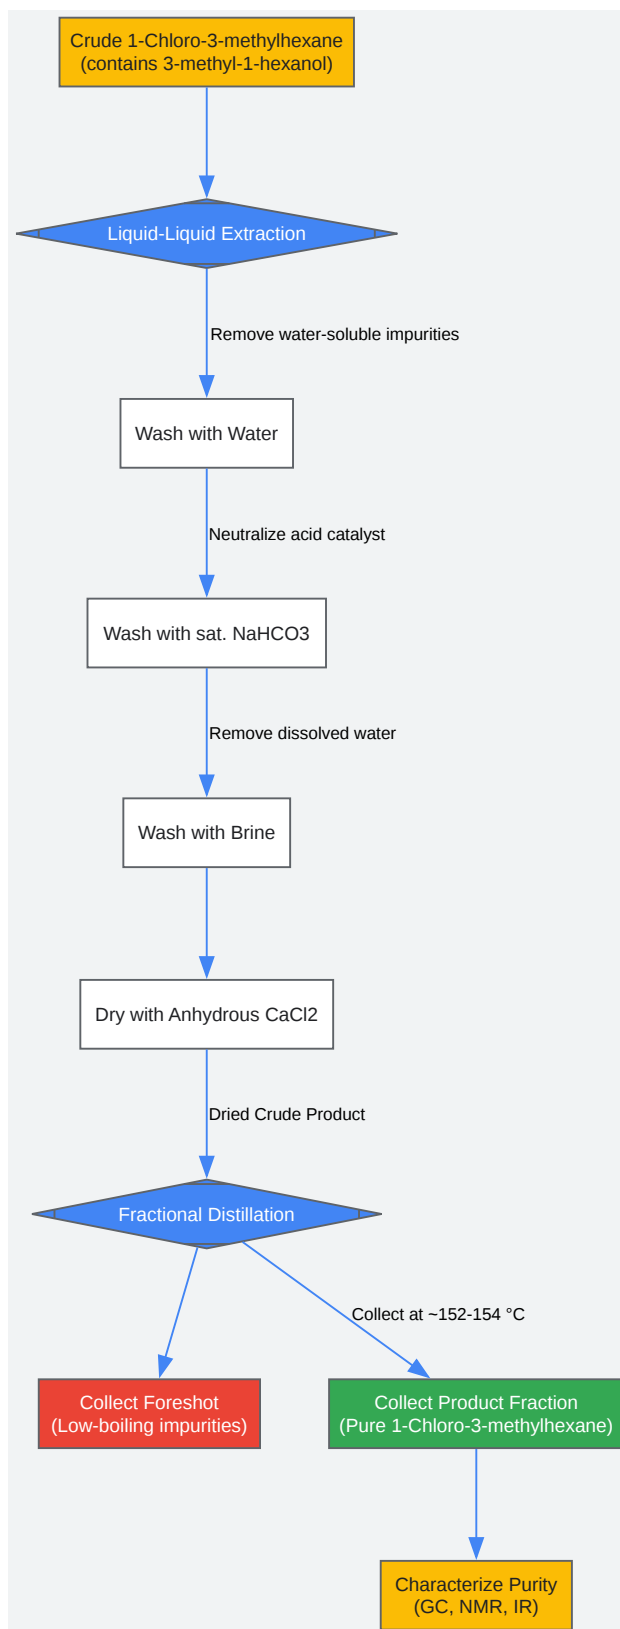 Crude 1-Chloro-3-methylhexane
(contains 3-methyl-1-hexanol)
Liquid-Liquid Extraction
Remove water-soluble impurities
Wash with Water
Neutralize acid catalyst
Wash with sat. NaHCO3
Remove dissolved water
Wash with Brine
Dry with Anhydrous CaCl2
Dried Crude Product
Fractional Distillation
Collect at ~152-154 °C
Collect Foreshot
(Low-boiling impurities)
Collect Product Fraction
(Pure 1-Chloro-3-methylhexane)
Characterize Purity
(GC, NMR, IR)